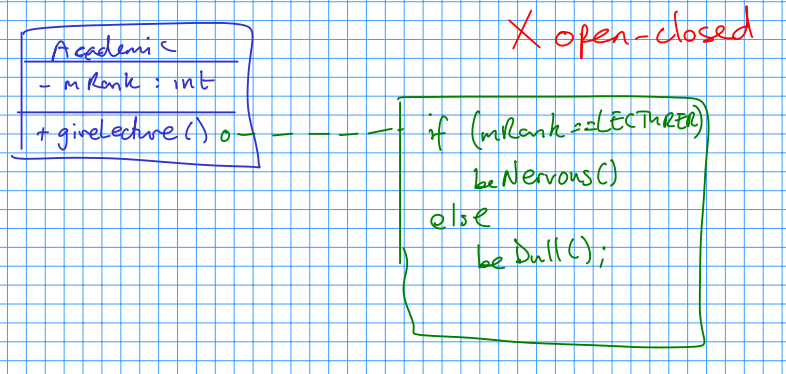 X open-closed
Academic
- mRank : int
+ giveLecture()
if (mRank == LECTURER)
beNervous()
else
beDull();